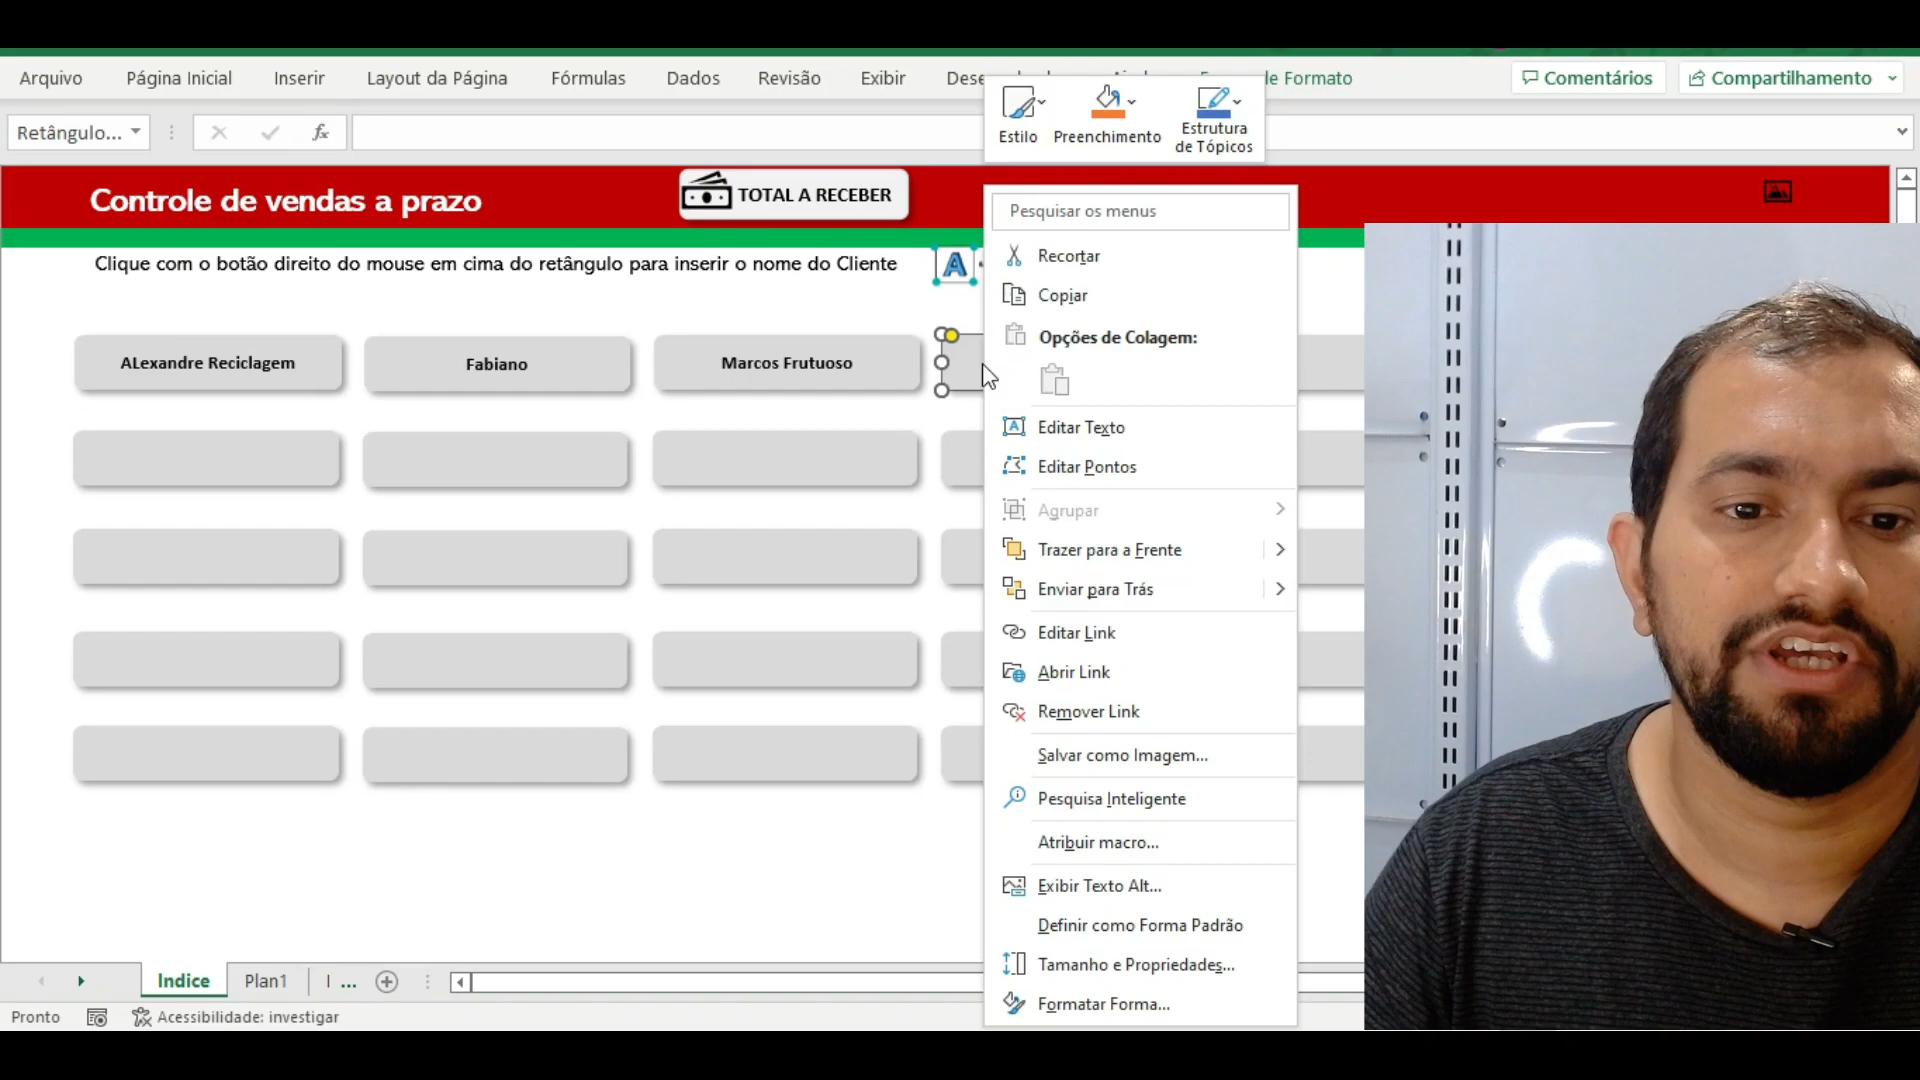 Arquivo Página Inicial Inserir Layout da Página Fórmulas Dados Revisão Exibir de Formato Comentários Compartilhamento
Estilo Preenchimento Estrutura de Tópicos
Retângulo... fx
Controle de vendas a prazo
TOTAL A RECEBER
Clique com o botão direito do mouse em cima do retângulo para inserir o nome do Cliente
A
ALexandre Reciclagem Fabiano Marcos Frutuoso
Pesquisar os menus
Recortar
Copiar
Opções de Colagem:
Editar Texto
Editar Pontos
Agrupar
Trazer para a Frente
Enviar para Trás
Editar Link
Abrir Link
Remover Link
Salvar como Imagem...
Pesquisa Inteligente
Atribuir macro...
Exibir Texto Alt...
Definir como Forma Padrão
Tamanho e Propriedades...
Formatar Forma...
Indice Plan1 ...
Pronto Acessibilidade: investigar